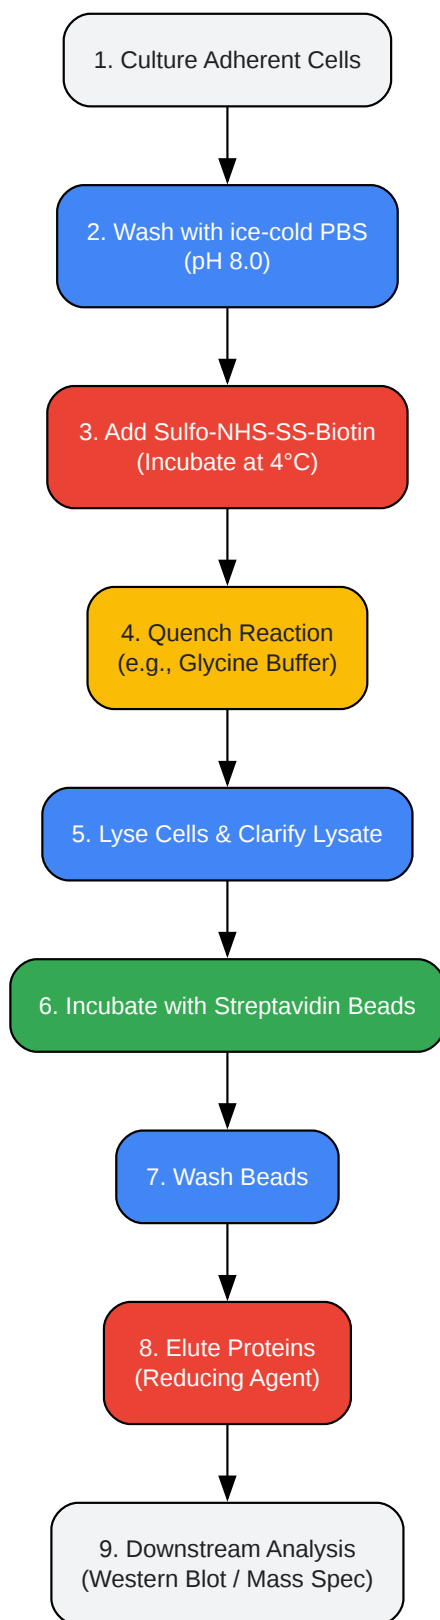 1. Culture Adherent Cells
2. Wash with ice-cold PBS
(pH 8.0)
3. Add Sulfo-NHS-SS-Biotin
(Incubate at 4°C)
4. Quench Reaction
(e.g., Glycine Buffer)
5. Lyse Cells & Clarify Lysate
6. Incubate with Streptavidin Beads
7. Wash Beads
8. Elute Proteins
(Reducing Agent)
9. Downstream Analysis
(Western Blot / Mass Spec)